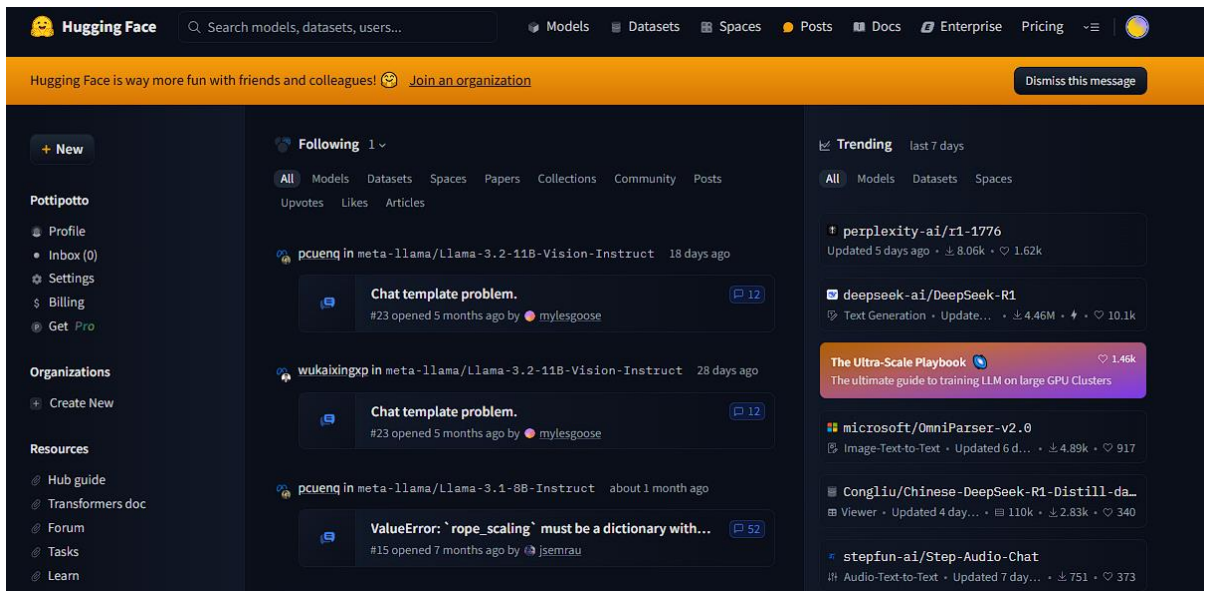 Hugging Face
Search models, datasets, users...
Models
Datasets
Spaces
Posts
Docs
Enterprise
Pricing
Hugging Face is way more fun with friends and colleagues! 🤗 Join an organization
Dismiss this message
+ New
Pottipotto
Profile
Inbox (0)
Settings
$ Billing
Get Pro
Organizations
+ Create New
Resources
Hub guide
Transformers doc
Forum
Tasks
Learn
Following 1
All Models Datasets Spaces Papers Collections Community Posts
Upvotes Likes Articles
pcuenq in meta-llama/Llama-3.2-11B-Vision-Instruct 18 days ago
Chat template problem. 12
#23 opened 5 months ago by mylesgoose
wukaixingxp in meta-llama/Llama-3.2-11B-Vision-Instruct 28 days ago
Chat template problem. 12
#23 opened 5 months ago by mylesgoose
pcuenq in meta-llama/Llama-3.1-8B-Instruct about 1 month ago
ValueError: `rope_scaling` must be a dictionary with... 52
#15 opened 7 months ago by jsemrau
Trending last 7 days
All Models Datasets Spaces
perplexity-ai/r1-1776
Updated 5 days ago • 8.06k • 1.62k
deepseek-ai/DeepSeek-R1
Text Generation • Update... • 4.46M • • 10.1k
The Ultra-Scale Playbook 1.46k
The ultimate guide to training LLM on large GPU Clusters
microsoft/OmniParser-v2.0
Image-Text-to-Text • Updated 6 d... • 4.89k • 917
Congliu/Chinese-DeepSeek-R1-Distill-da...
Viewer • Updated 4 day... • 110k • 2.83k • 340
stepfun-ai/Step-Audio-Chat
Audio-Text-to-Text • Updated 7 day... • 751 • 373